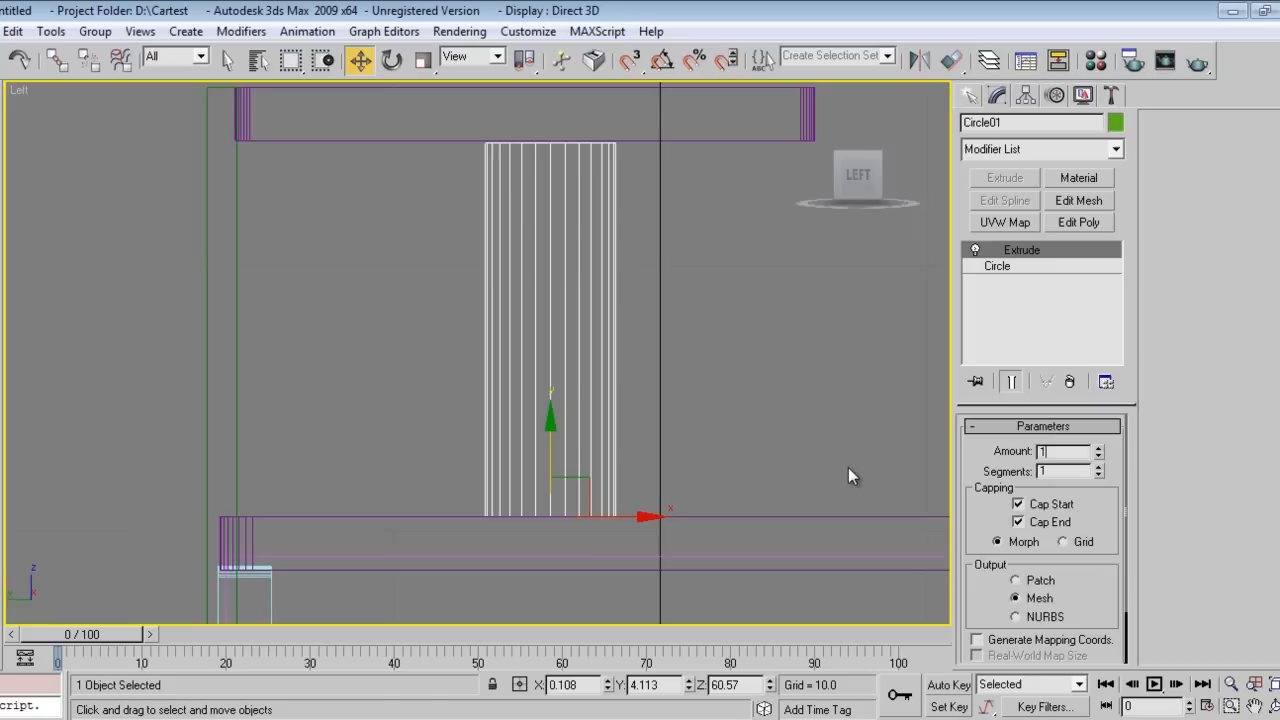 ntitled - Project Folder: D:\Cartest - Autodesk 3ds Max 2009 x64 - Unregistered Version - Display : Direct 3D
Edit Tools Group Views Create Modifiers Animation Graph Editors Rendering Customize MAXScript Help
All View Create Selection Set
Left
LEFT
Circle01
Modifier List
Extrude Material
Edit Spline Edit Mesh
UVW Map Edit Poly
Extrude
Circle
- Parameters
Amount: 1
Segments: 1
Capping
Cap Start
Cap End
Morph Grid
Output
Patch
Mesh
NURBS
Generate Mapping Coords.
Real-World Map Size
y
x
z
x
< 0 / 100 >
0 10 20 30 40 50 60 70 80 90 100
1 Object Selected X: 0.108 Y: 4.113 Z: 60.57 Grid = 10.0 Auto Key Selected
cript. Click and drag to select and move objects Add Time Tag Set Key Key Filters... 0